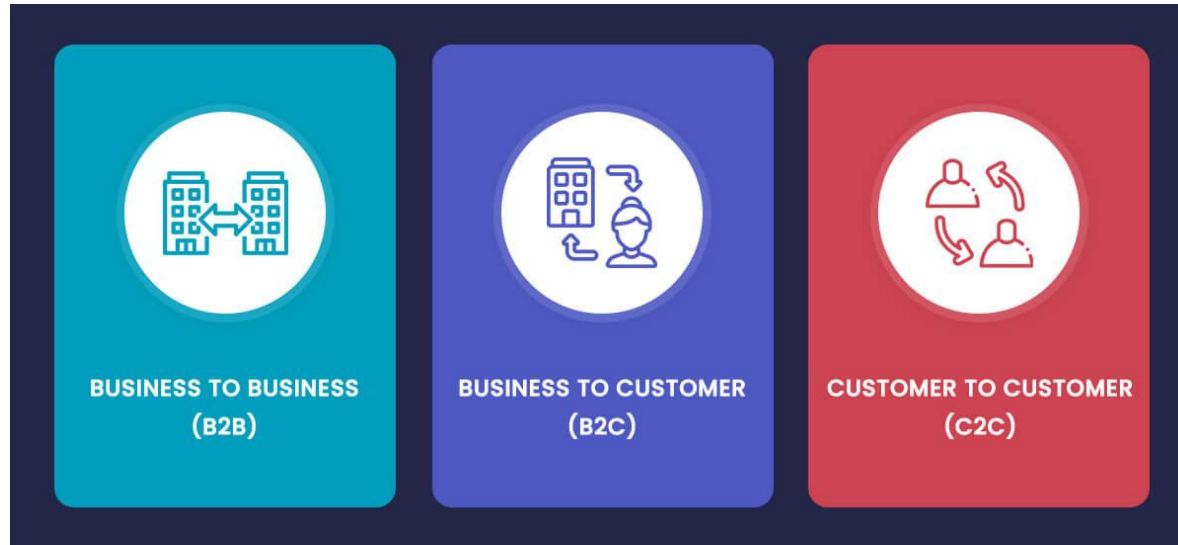 BUSINESS TO BUSINESS
(B2B)
BUSINESS TO CUSTOMER
(B2C)
CUSTOMER TO CUSTOMER
(C2C)